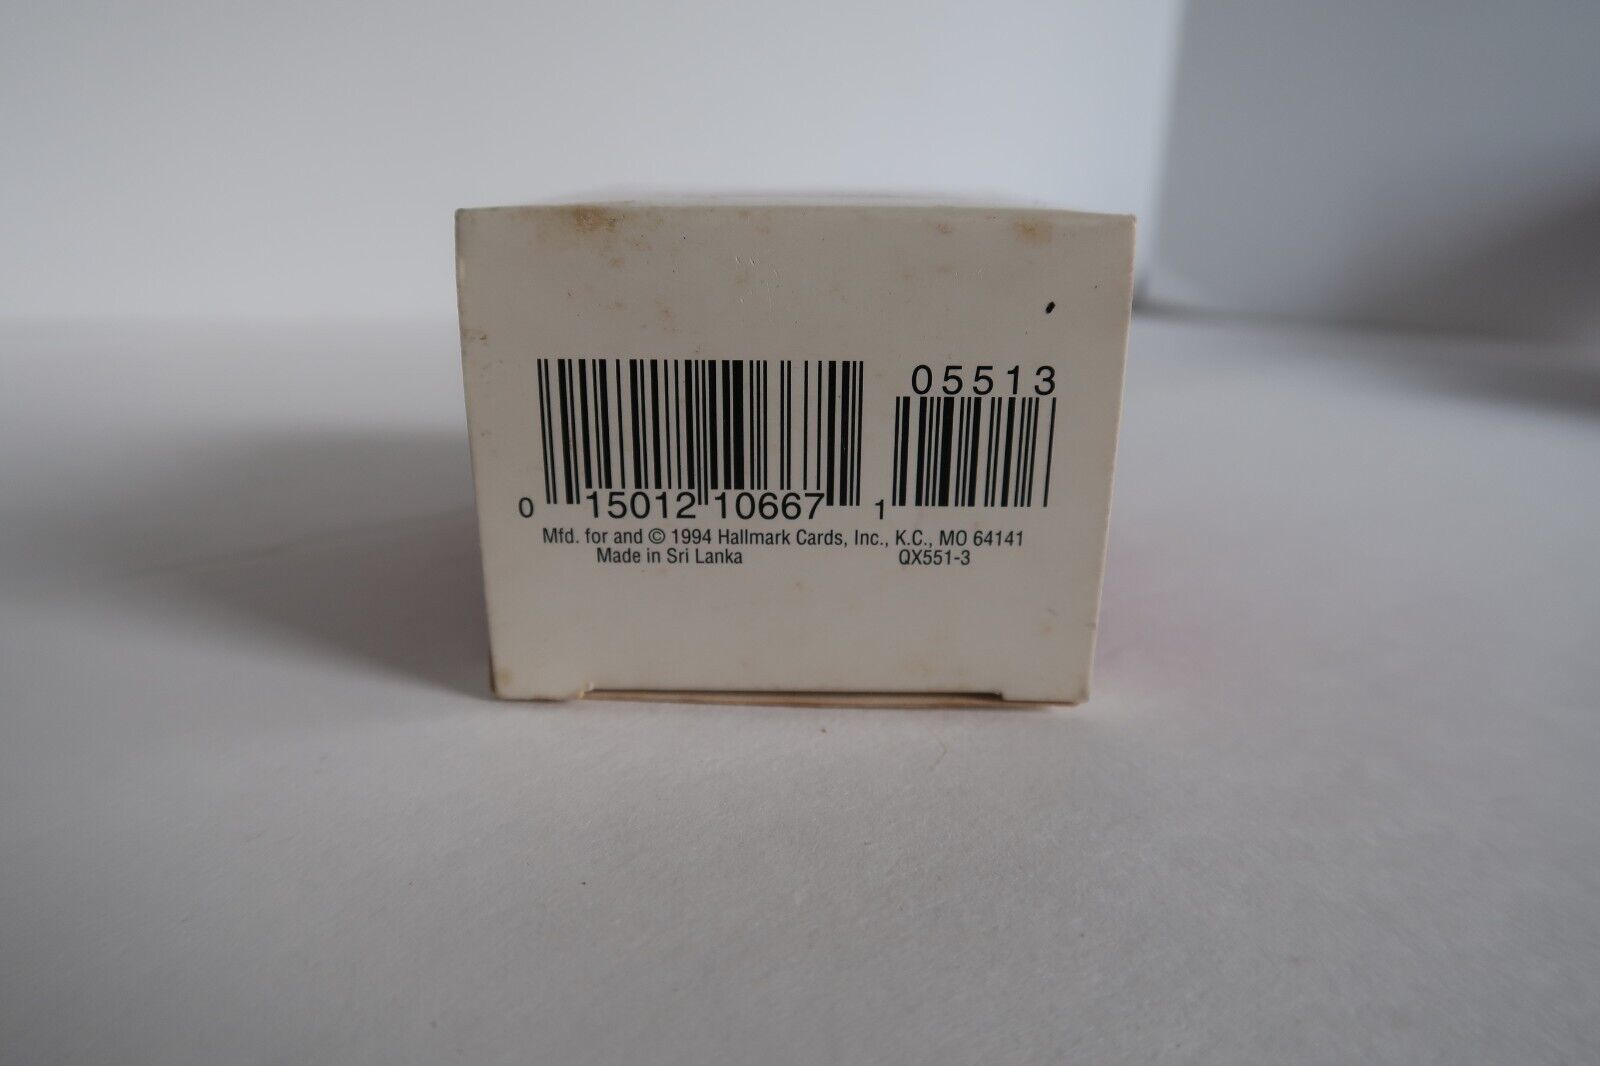 05513
0 15012 10667 1
Mfd. for and © 1994 Hallmark Cards, Inc., K.C., MO 64141
Made in Sri Lanka QX551-3